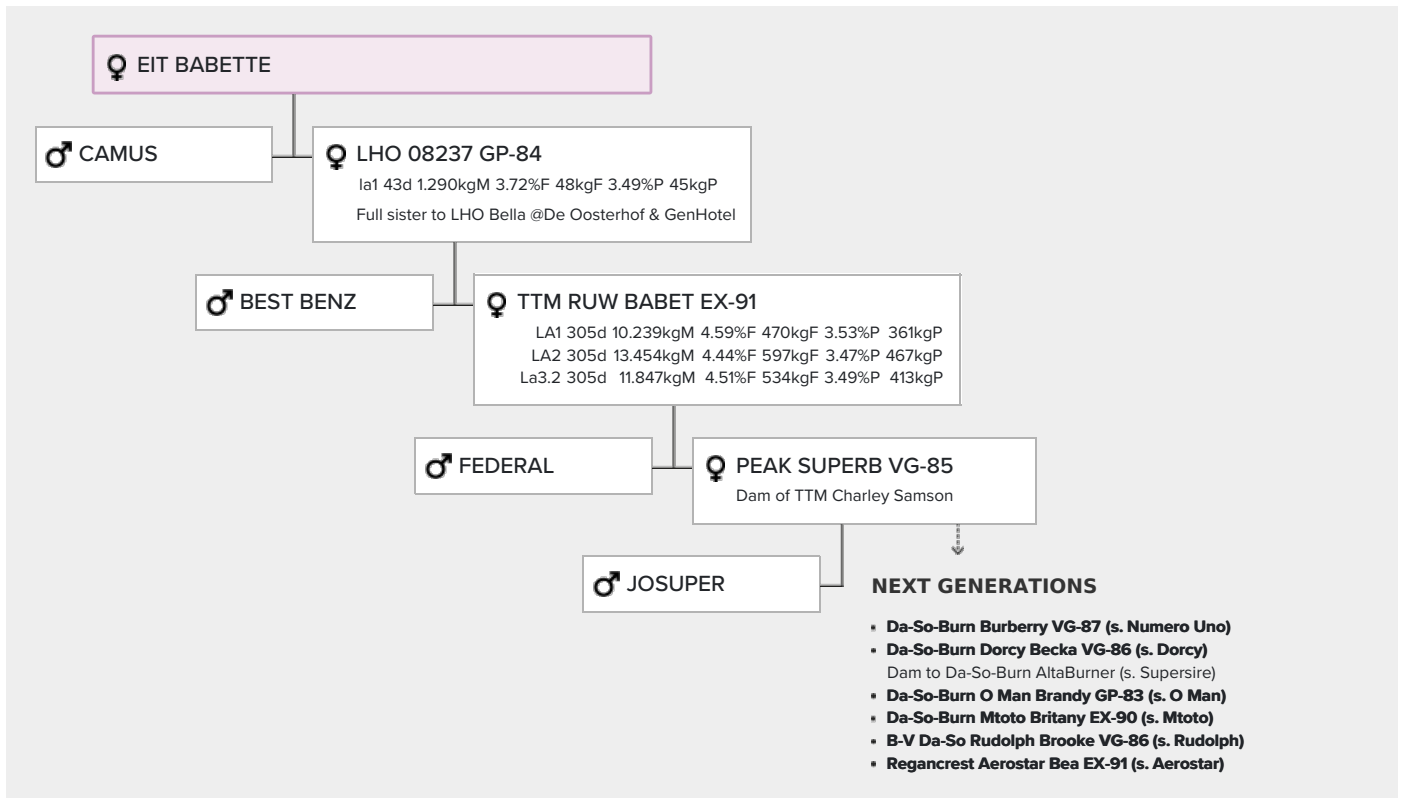 EIT BABETTE
CAMUS
LHO 08237 GP-84
la1 43d 1.290kgM 3.72%F 48kgF 3.49%P 45kgP
Full sister to LHO Bella @De Oosterhof & GenHotel
BEST BENZ
TTM RUW BABET EX-91
LA1 305d 10.239kgM 4.59%F 470kgF 3.53%P 361kgP
LA2 305d 13.454kgM 4.44%F 597kgF 3.47%P 467kgP
La3.2 305d 11.847kgM 4.51%F 534kgF 3.49%P 413kgP
FEDERAL
PEAK SUPERB VG-85
Dam of TTM Charley Samson
JOSUPER
NEXT GENERATIONS
Da-So-Burn Burberry VG-87 (s. Numero Uno)
Da-So-Burn Dorcy Becka VG-86 (s. Dorcy)
Dam to Da-So-Burn AltaBurner (s. Supersire)
Da-So-Burn O Man Brandy GP-83 (s. O Man)
Da-So-Burn Mtoto Britany EX-90 (s. Mtoto)
B-V Da-So Rudolph Brooke VG-86 (s. Rudolph)
Regancrest Aerostar Bea EX-91 (s. Aerostar)